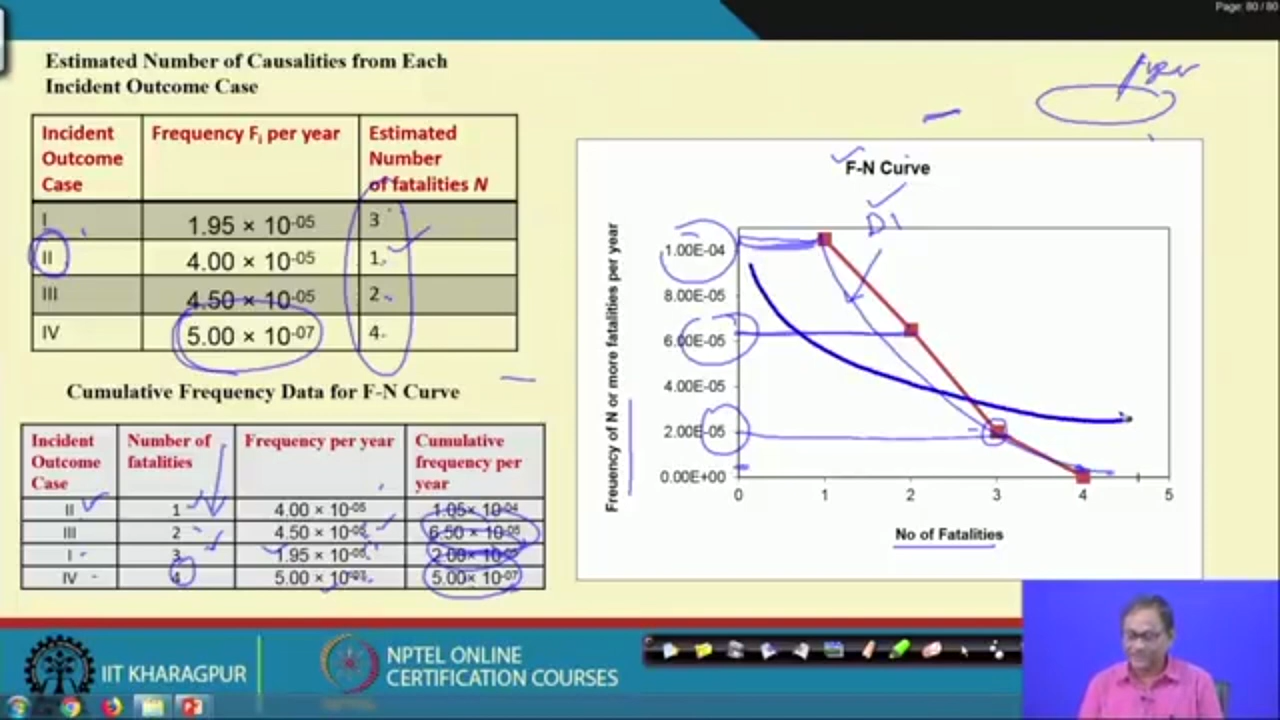 Page: 80 / 80
Estimated Number of Causalities from Each
Incident Outcome Case
Incident Outcome Case | Frequency Fi per year | Estimated Number of fatalities N
I | 1.95 × 10-05 | 3
II | 4.00 × 10-05 | 1
III | 4.50 × 10-05 | 2
IV | 5.00 × 10-07 | 4
Cumulative Frequency Data for F-N Curve
Incident Outcome Case | Number of fatalities | Frequency per year | Cumulative frequency per year
II | 1 | 4.00 × 10-05 | 1.05× 10-04
III | 2 | 4.50 × 10-05 | 6.50 × 10-05
I | 3 | 1.95 × 10-05 | 2.00× 10-05
IV | 4 | 5.00 × 10-07 | 5.00× 10-07
F-N Curve
D1
Freuency of N or more fatalities per year
1.00E-04
8.00E-05
6.00E-05
4.00E-05
2.00E-05
0.00E+00
0 1 2 3 4 5
No of Fatalities
IIT KHARAGPUR
NPTEL ONLINE
CERTIFICATION COURSES